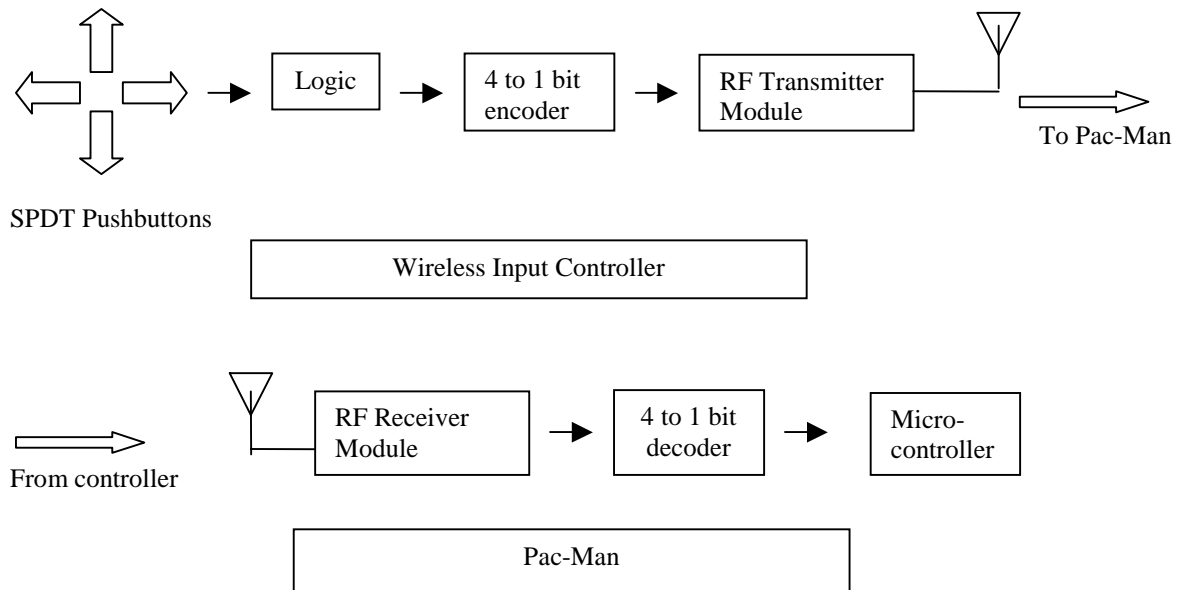 Logic
4 to 1 bit
encoder
RF Transmitter
Module
To Pac-Man
SPDT Pushbuttons
Wireless Input Controller
RF Receiver
Module
4 to 1 bit
decoder
Micro-
controller
From controller
Pac-Man